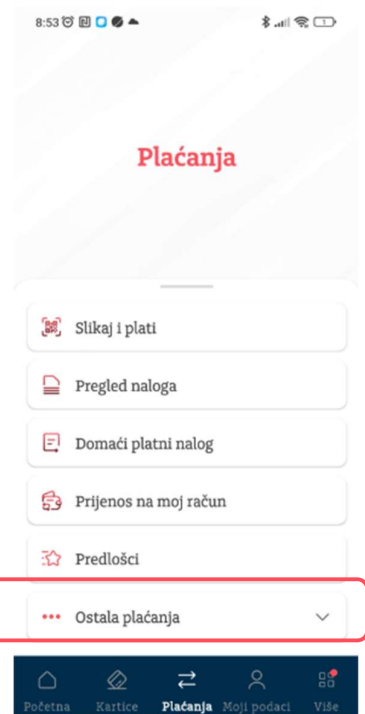 8:53
Plaćanja
Slikaj i plati
Pregled naloga
Domaći platni nalog
Prijenos na moj račun
Predlošci
Ostala plaćanja
Početna Kartice Plaćanja Moji podaci Više